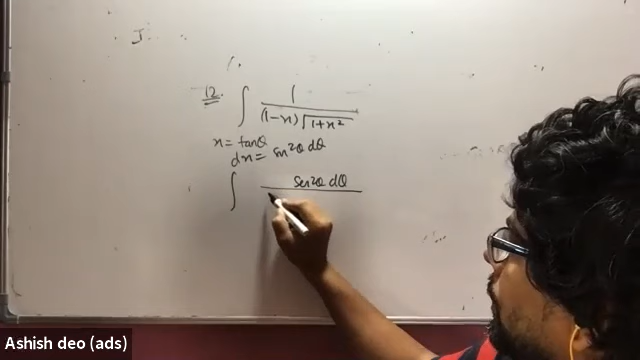 12. ∫ 1 / (1-x)√1+x²
x = tanθ
dx = sec²θ dθ
∫ sec²θ dθ
Ashish deo (ads)